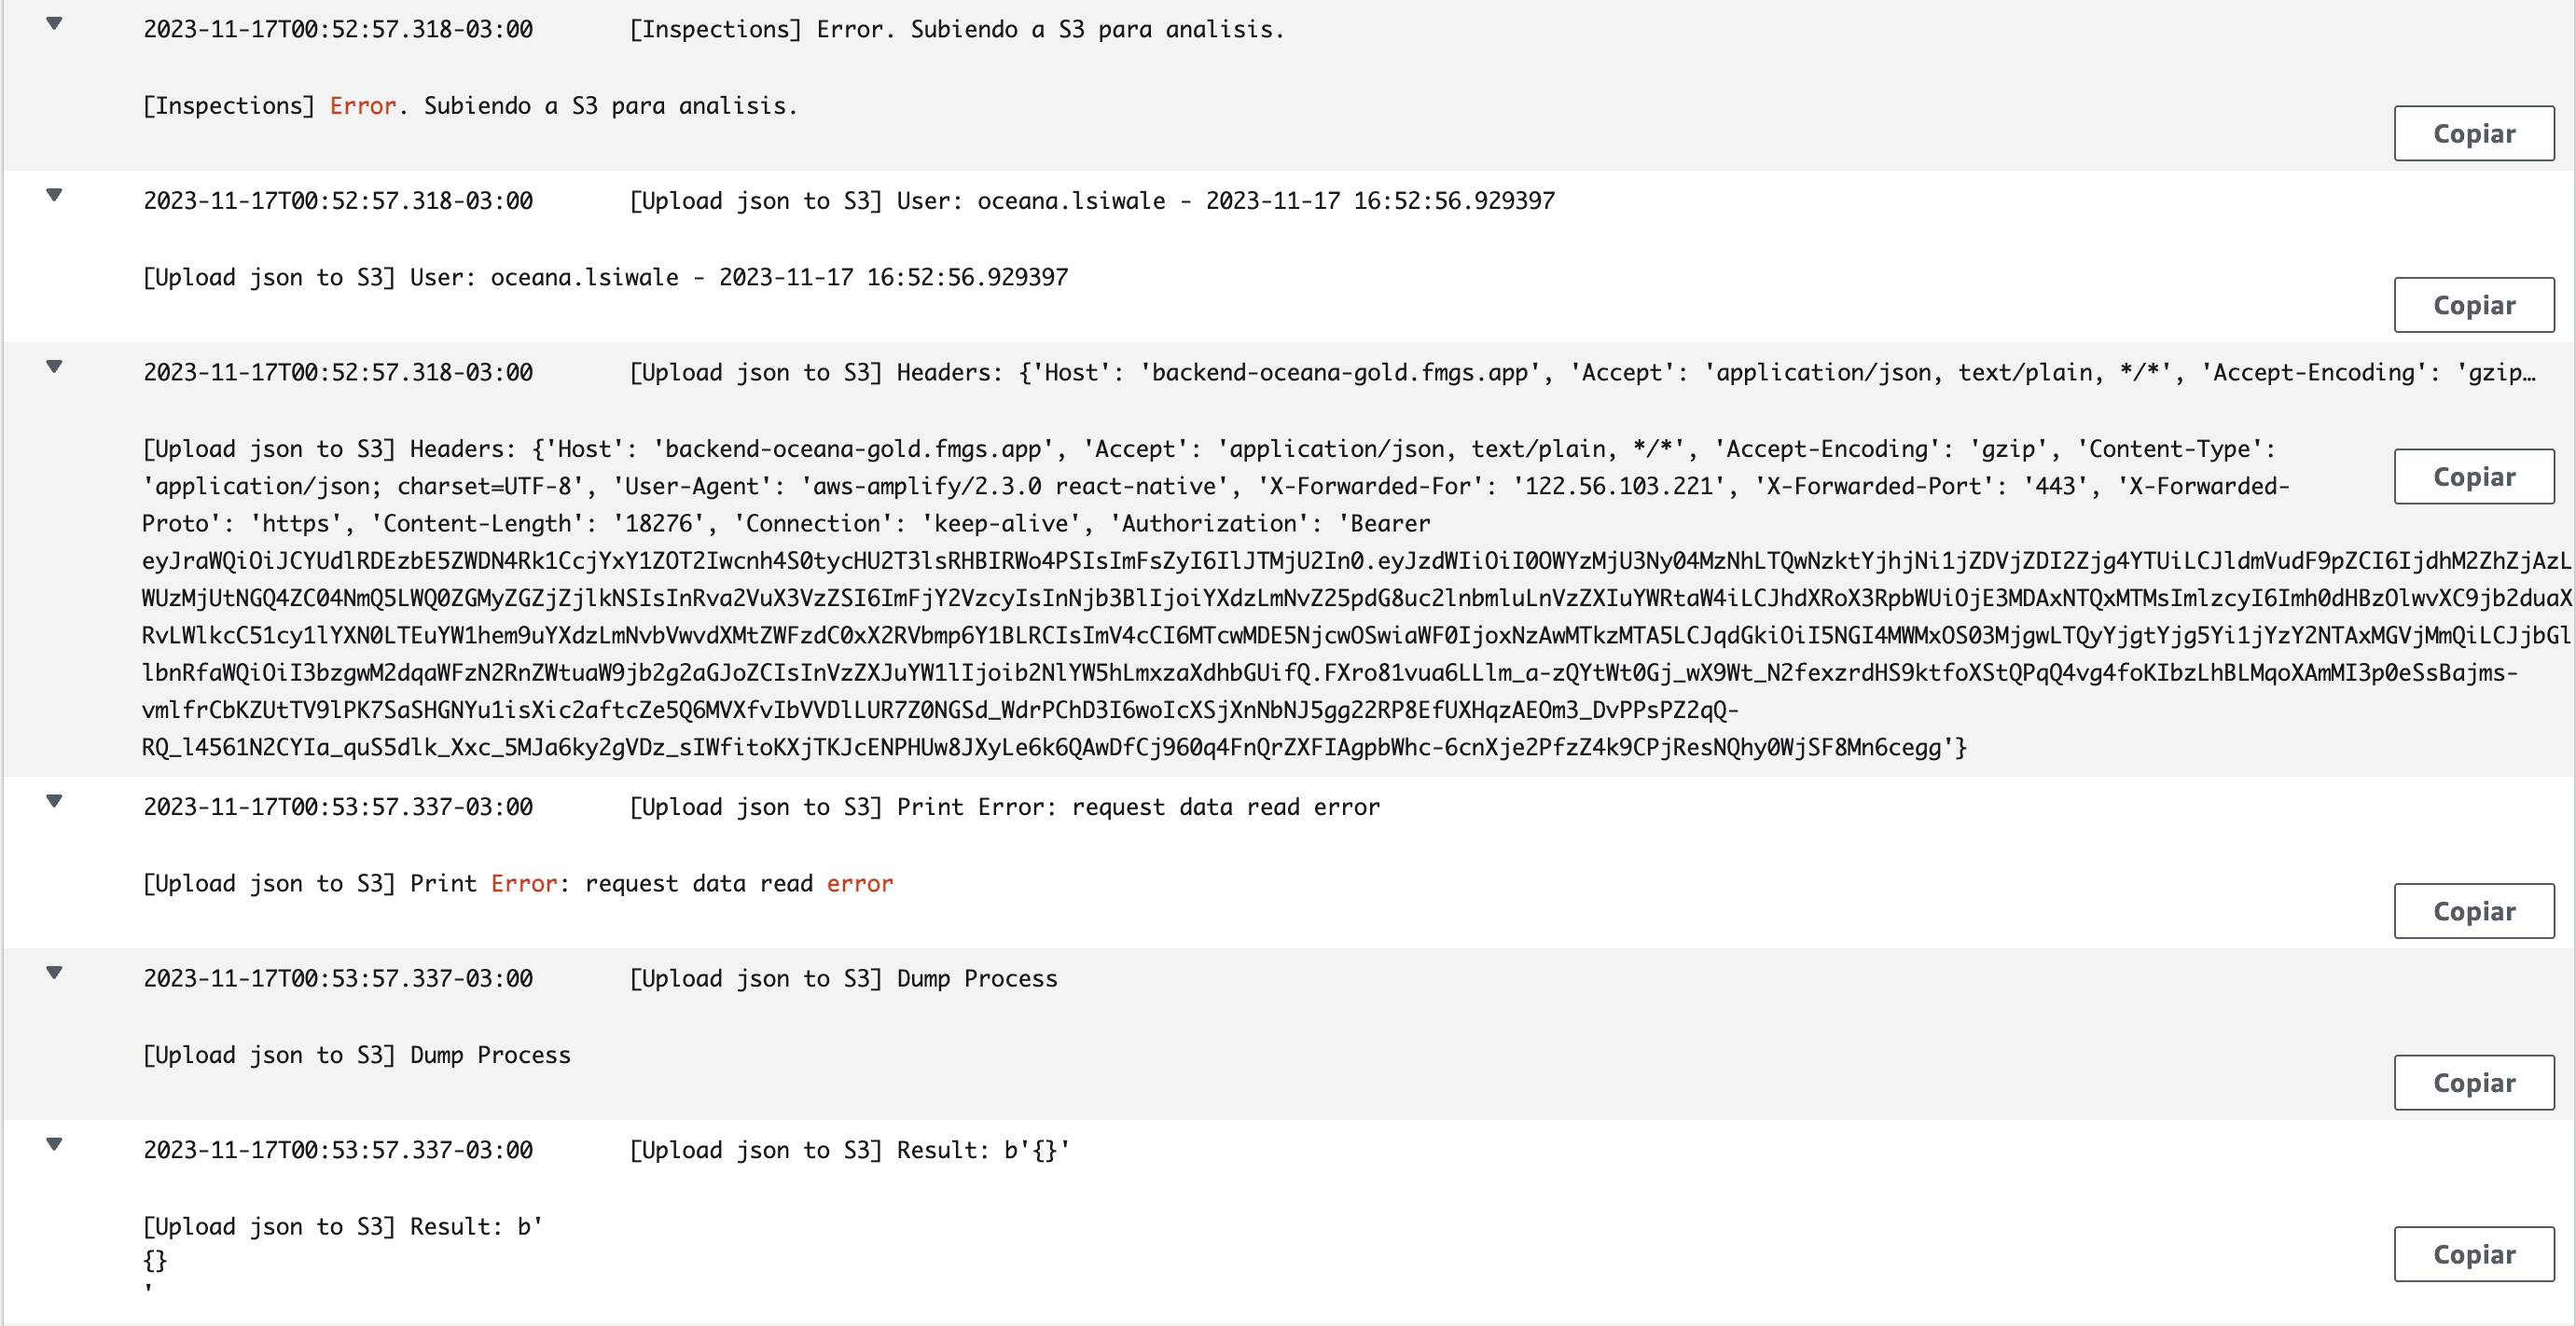 2023-11-17T00:52:57.318-03:00 [Inspections] Error. Subiendo a S3 para analisis.
[Inspections] Error. Subiendo a S3 para analisis.
Copiar
2023-11-17T00:52:57.318-03:00 [Upload json to S3] User: oceana.lsiwale - 2023-11-17 16:52:56.929397
[Upload json to S3] User: oceana.lsiwale - 2023-11-17 16:52:56.929397
Copiar
2023-11-17T00:52:57.318-03:00 [Upload json to S3] Headers: {'Host': 'backend-oceana-gold.fmgs.app', 'Accept': 'application/json, text/plain, */*', 'Accept-Encoding': 'gzip…
[Upload json to S3] Headers: {'Host': 'backend-oceana-gold.fmgs.app', 'Accept': 'application/json, text/plain, */*', 'Accept-Encoding': 'gzip', 'Content-Type':
'application/json; charset=UTF-8', 'User-Agent': 'aws-amplify/2.3.0 react-native', 'X-Forwarded-For': '122.56.103.221', 'X-Forwarded-Port': '443', 'X-Forwarded-
Copiar
Proto': 'https', 'Content-Length': '18276', 'Connection': 'keep-alive', 'Authorization': 'Bearer
2023-11-17T00:53:57.337-03:00 [Upload json to S3] Print Error: request data read error
[Upload json to S3] Print Error: request data read error
Copiar
2023-11-17T00:53:57.337-03:00 [Upload json to S3] Dump Process
[Upload json to S3] Dump Process
Copiar
2023-11-17T00:53:57.337-03:00 [Upload json to S3] Result: b'{}'
[Upload json to S3] Result: b'
{}
'
Copiar